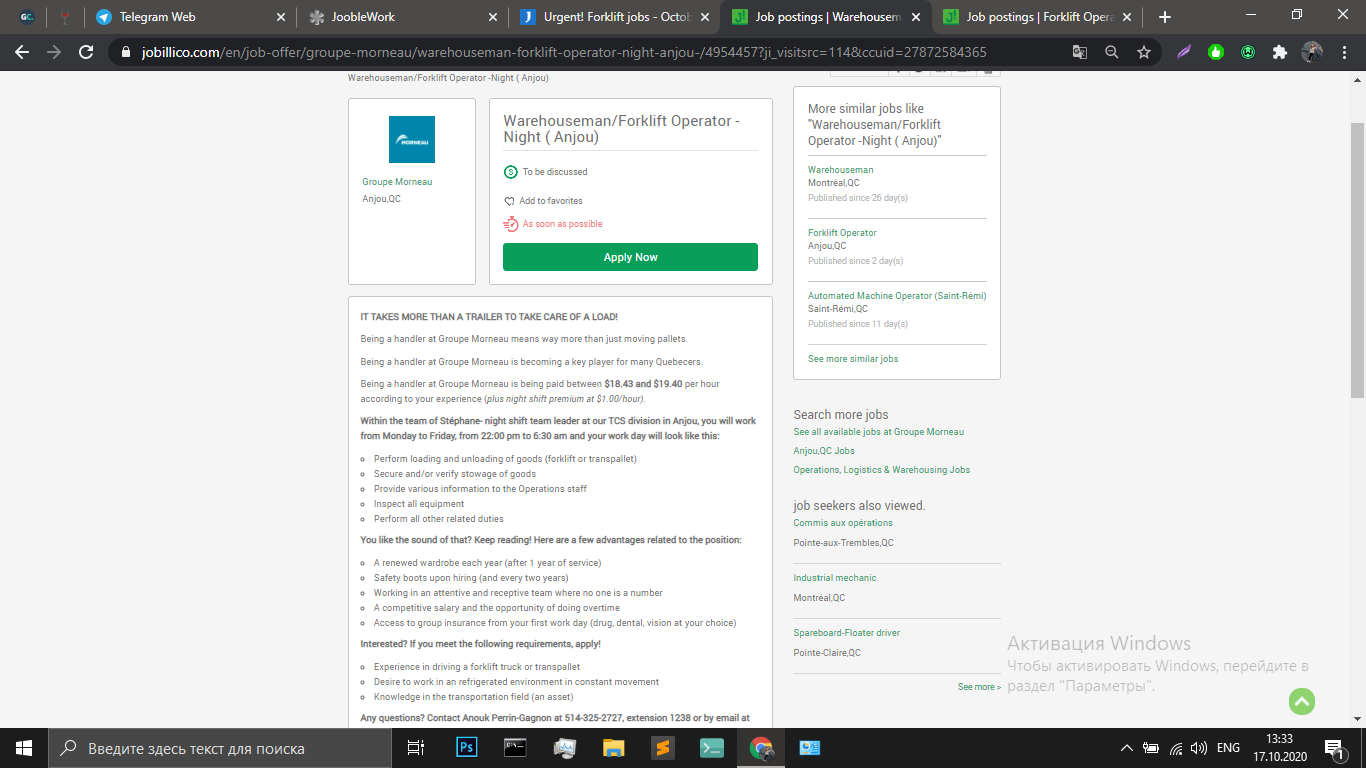 GC
Telegram Web
JoobleWork
Urgent! Forklift jobs - Octob
Job postings | Warehousem
Job postings | Forklift Opera
jobillico.com/en/job-offer/groupe-morneau/warehouseman-forklift-operator-night-anjou-/4954457?ji_visitsrc=114&ccuid=27872584365
Warehouseman/Forklift Operator -Night ( Anjou)
MORNEAU
Groupe Morneau
Anjou,QC
Warehouseman/Forklift Operator -
Night ( Anjou)
To be discussed
Add to favorites
As soon as possible
Apply Now
IT TAKES MORE THAN A TRAILER TO TAKE CARE OF A LOAD!
Being a handler at Groupe Morneau means way more than just moving pallets.
Being a handler at Groupe Morneau is becoming a key player for many Quebecers.
Being a handler at Groupe Morneau is being paid between $18.43 and $19.40 per hour
according to your experience (plus night shift premium at $1.00/hour).
Within the team of Stéphane- night shift team leader at our TCS division in Anjou, you will work
from Monday to Friday, from 22:00 pm to 6:30 am and your work day will look like this:
Perform loading and unloading of goods (forklift or transpallet)
Secure and/or verify stowage of goods
Provide various information to the Operations staff
Inspect all equipment
Perform all other related duties
You like the sound of that? Keep reading! Here are a few advantages related to the position:
A renewed wardrobe each year (after 1 year of service)
Safety boots upon hiring (and every two years)
Working in an attentive and receptive team where no one is a number
A competitive salary and the opportunity of doing overtime
Access to group insurance from your first work day (drug, dental, vision at your choice)
Interested? If you meet the following requirements, apply!
Experience in driving a forklift truck or transpallet
Desire to work in an refrigerated environment in constant movement
Knowledge in the transportation field (an asset)
Any questions? Contact Anouk Perrin-Gagnon at 514-325-2727, extension 1238 or by email at
More similar jobs like
"Warehouseman/Forklift
Operator -Night ( Anjou)"
Warehouseman
Montréal,QC
Published since 26 day(s)
Forklift Operator
Anjou,QC
Published since 2 day(s)
Automated Machine Operator (Saint-Rémi)
Saint-Rémi,QC
Published since 11 day(s)
See more similar jobs
Search more jobs
See all available jobs at Groupe Morneau
Anjou,QC Jobs
Operations, Logistics & Warehousing Jobs
job seekers also viewed.
Commis aux opérations
Pointe-aux-Trembles,QC
Industrial mechanic
Montréal,QC
Spareboard-Floater driver
Pointe-Claire,QC
See more >
Активация Windows
Чтобы активировать Windows, перейдите в
раздел "Параметры".
Введите здесь текст для поиска
Ps
ENG
13:33
17.10.2020
1